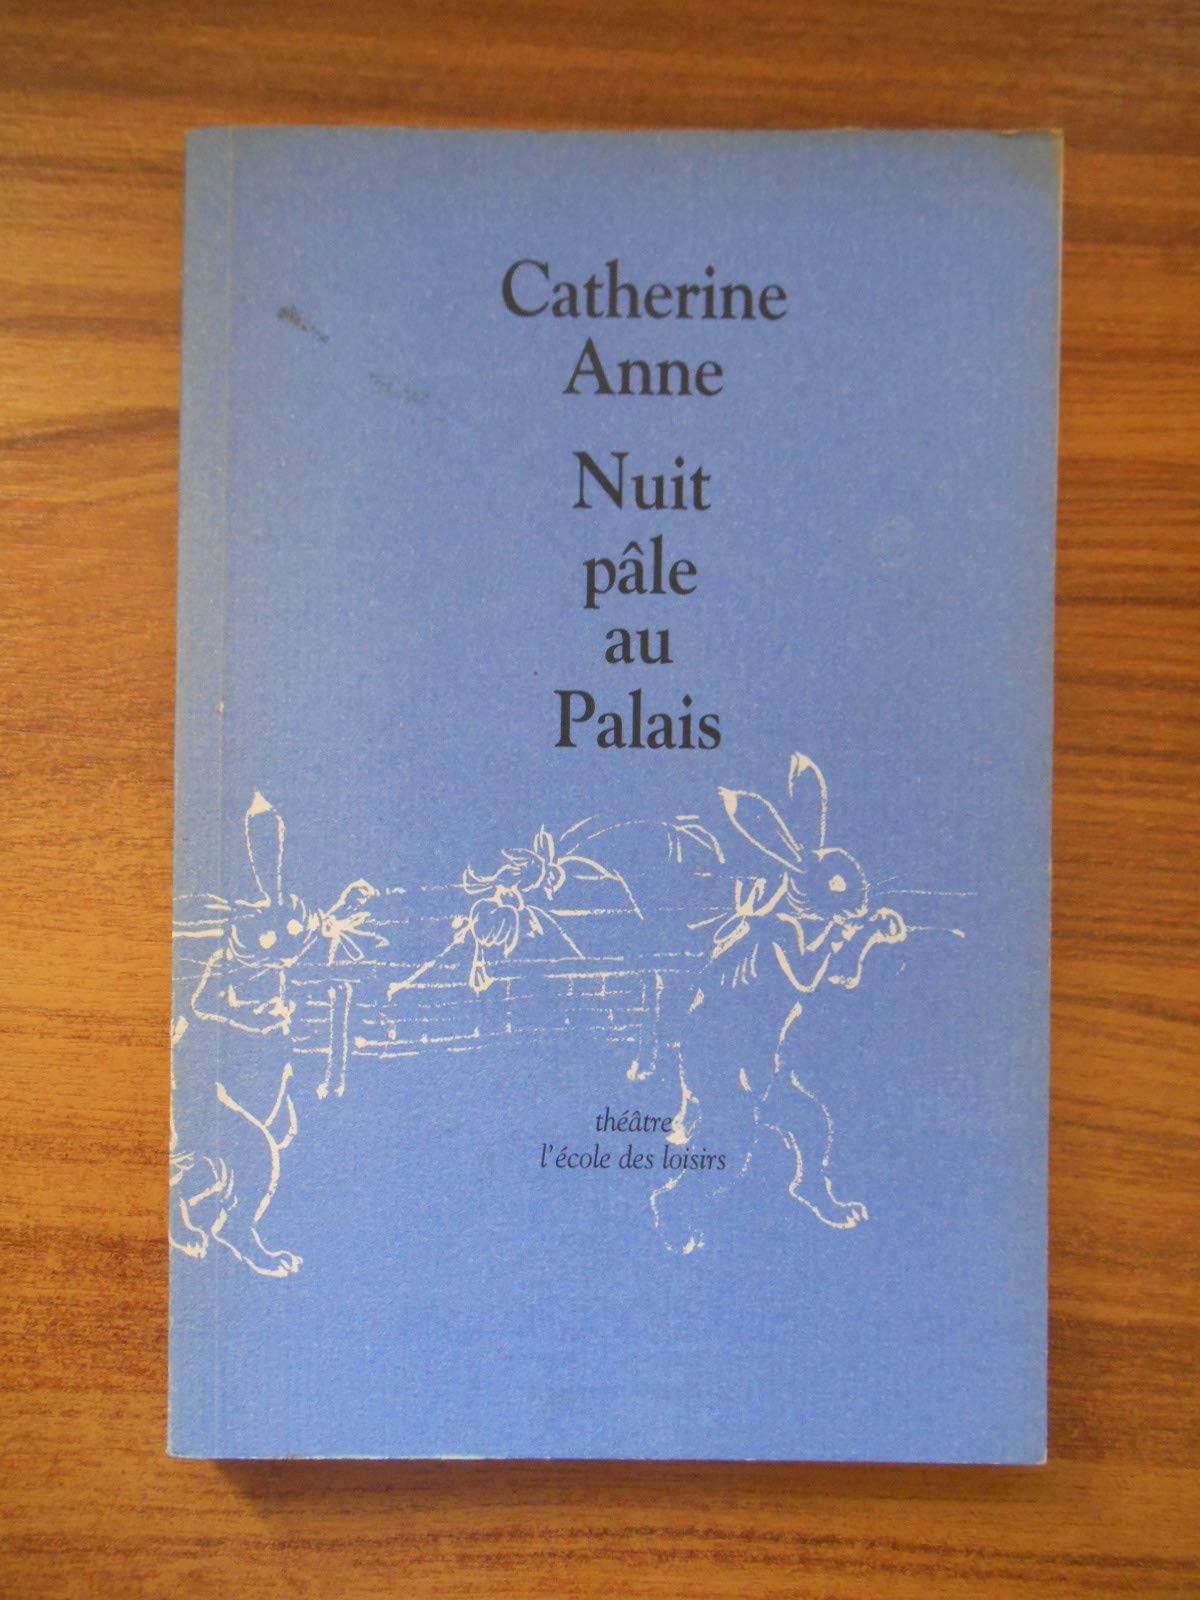 Catherine
Anne
Nuit
pâle
au
Palais
théâtre
l'école des loisirs